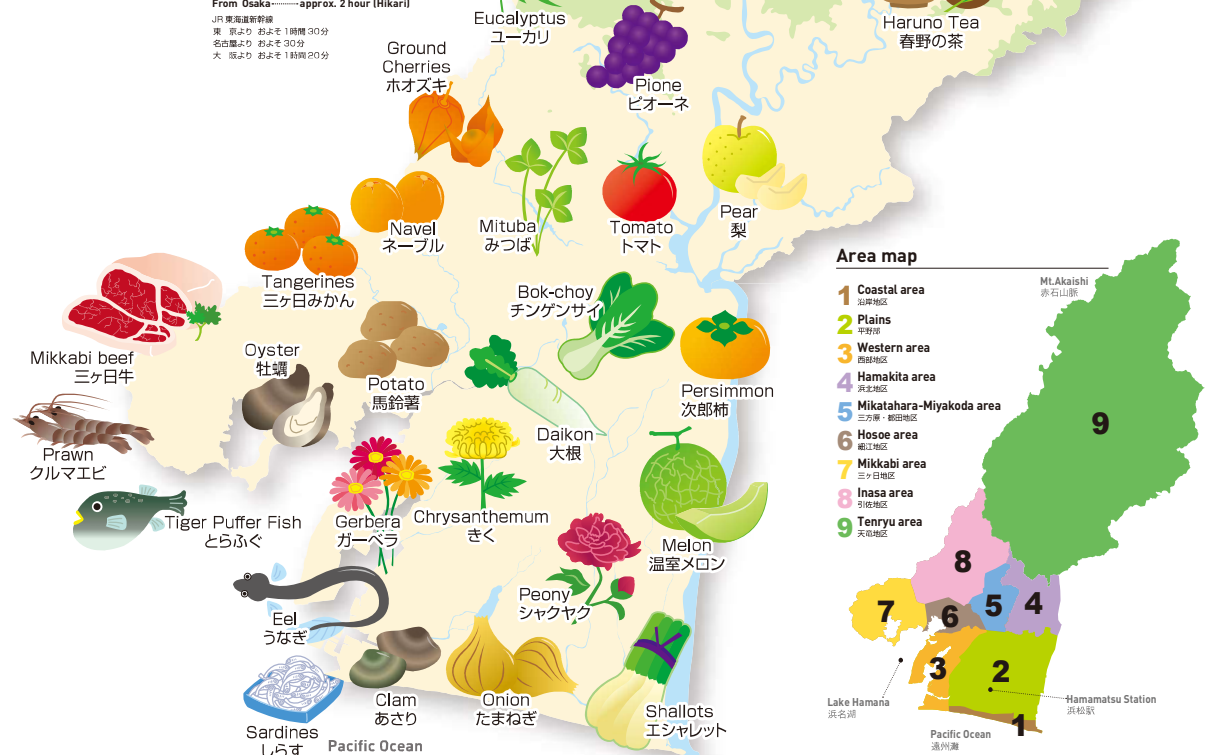 From Osaka············approx. 2 hour (Hikari)
JR 東海道新幹線
東　京より およそ1時間30分
名古屋より およそ30分
大　阪より およそ1時間20分
Eucalyptus
ユーカリ
Haruno Tea
春野の茶
Ground
Cherries
ホオズキ
Pione
ピオーネ
Navel
ネーブル
Mituba
みつば
Tomato
トマト
Pear
梨
Tangerines
三ヶ日みかん
Bok-choy
チンゲンサイ
Mikkabi beef
三ヶ日牛
Oyster
牡蠣
Potato
馬鈴薯
Persimmon
次郎柿
Daikon
大根
Prawn
クルマエビ
Tiger Puffer Fish
とらふぐ
Gerbera
ガーベラ
Chrysanthemum
きく
Melon
温室メロン
Peony
シャクヤク
Eel
うなぎ
Clam
あさり
Onion
たまねぎ
Shallots
エシャレット
Sardines
しらす
Pacific Ocean
Area map
1 Coastal area
沿岸地区
2 Plains
平野部
3 Western area
西部地区
4 Hamakita area
浜北地区
5 Mikatahara-Miyakoda area
三方原・都田地区
6 Hosoe area
細江地区
7 Mikkabi area
三ヶ日地区
8 Inasa area
引佐地区
9 Tenryu area
天竜地区
Mt.Akaishi
赤石山脈
9
8
7
6
5
4
3
2
1
Lake Hamana
浜名湖
Hamamatsu Station
浜松駅
Pacific Ocean
遠州灘